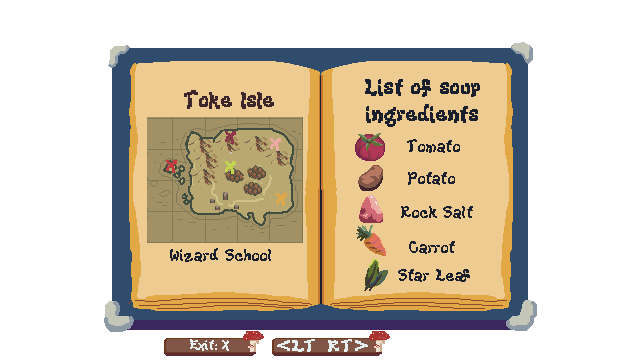 Toke Isle
Wizard School
List of soup
ingredients
Tomato
Potato
Rock Salt
Carrot
Star Leaf
Exit: X
<LT RT>